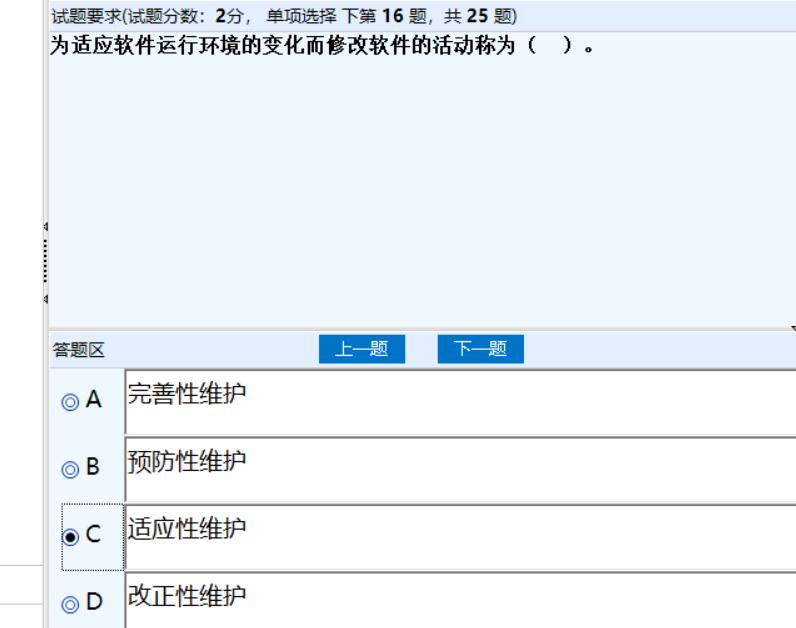 试题要求(试题分数：2分， 单项选择 下第 16 题，共 25 题)
为适应软件运行环境的变化而修改软件的活动称为（ ）。
答题区 上一题 下一题
A 完善性维护
B 预防性维护
C 适应性维护
D 改正性维护